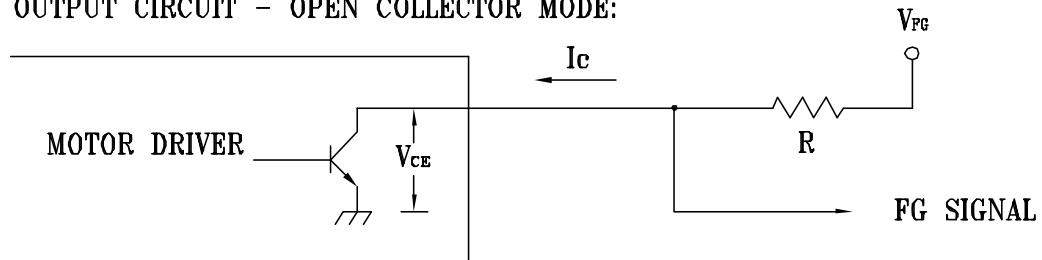 OUTPUT CIRCUIT - OPEN COLLECTOR MODE:
VFG
Ic
MOTOR DRIVER
VCE
R
FG SIGNAL